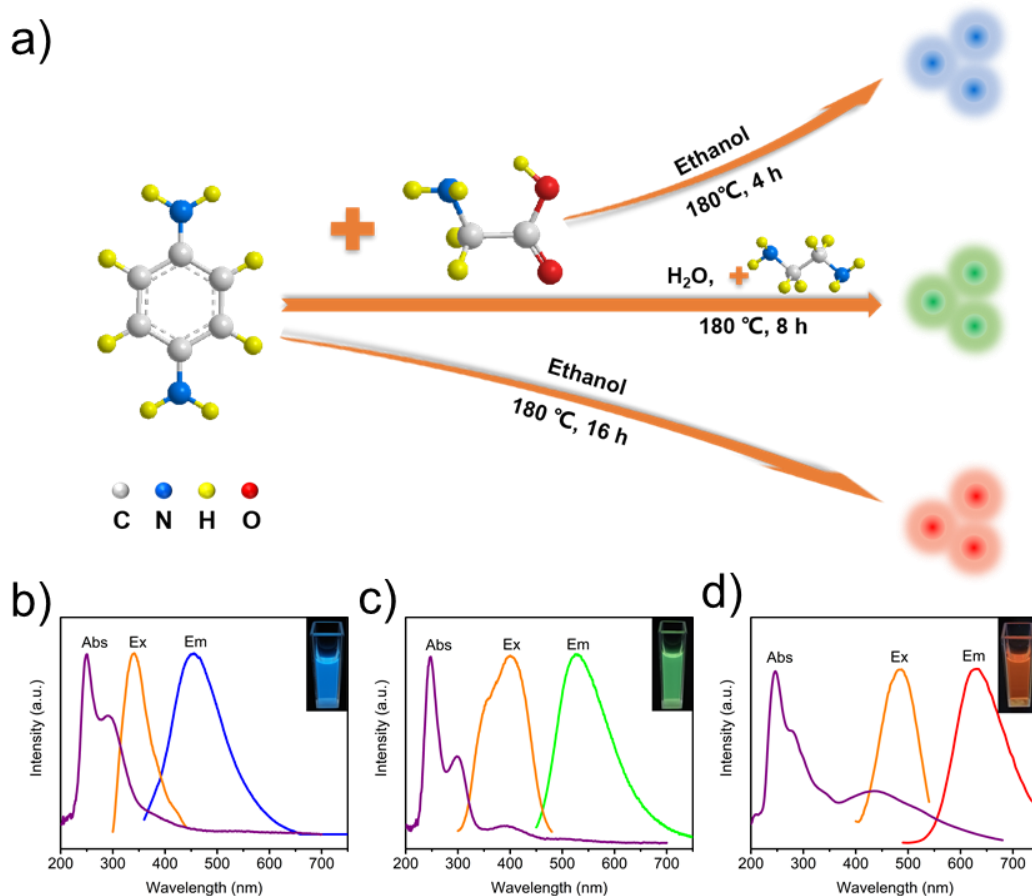 a)
Ethanol
180℃, 4 h
H₂O,
180 ℃, 8 h
Ethanol
180 ℃, 16 h
C N H O
b)
Abs Ex Em
Intensity (a.u.)
200 300 400 500 600 700
Wavelength (nm)
c)
Abs Ex Em
Intensity (a.u.)
200 300 400 500 600 700
Wavelength (nm)
d)
Abs Ex Em
Intensity (a.u.)
200 300 400 500 600 700
Wavelength (nm)